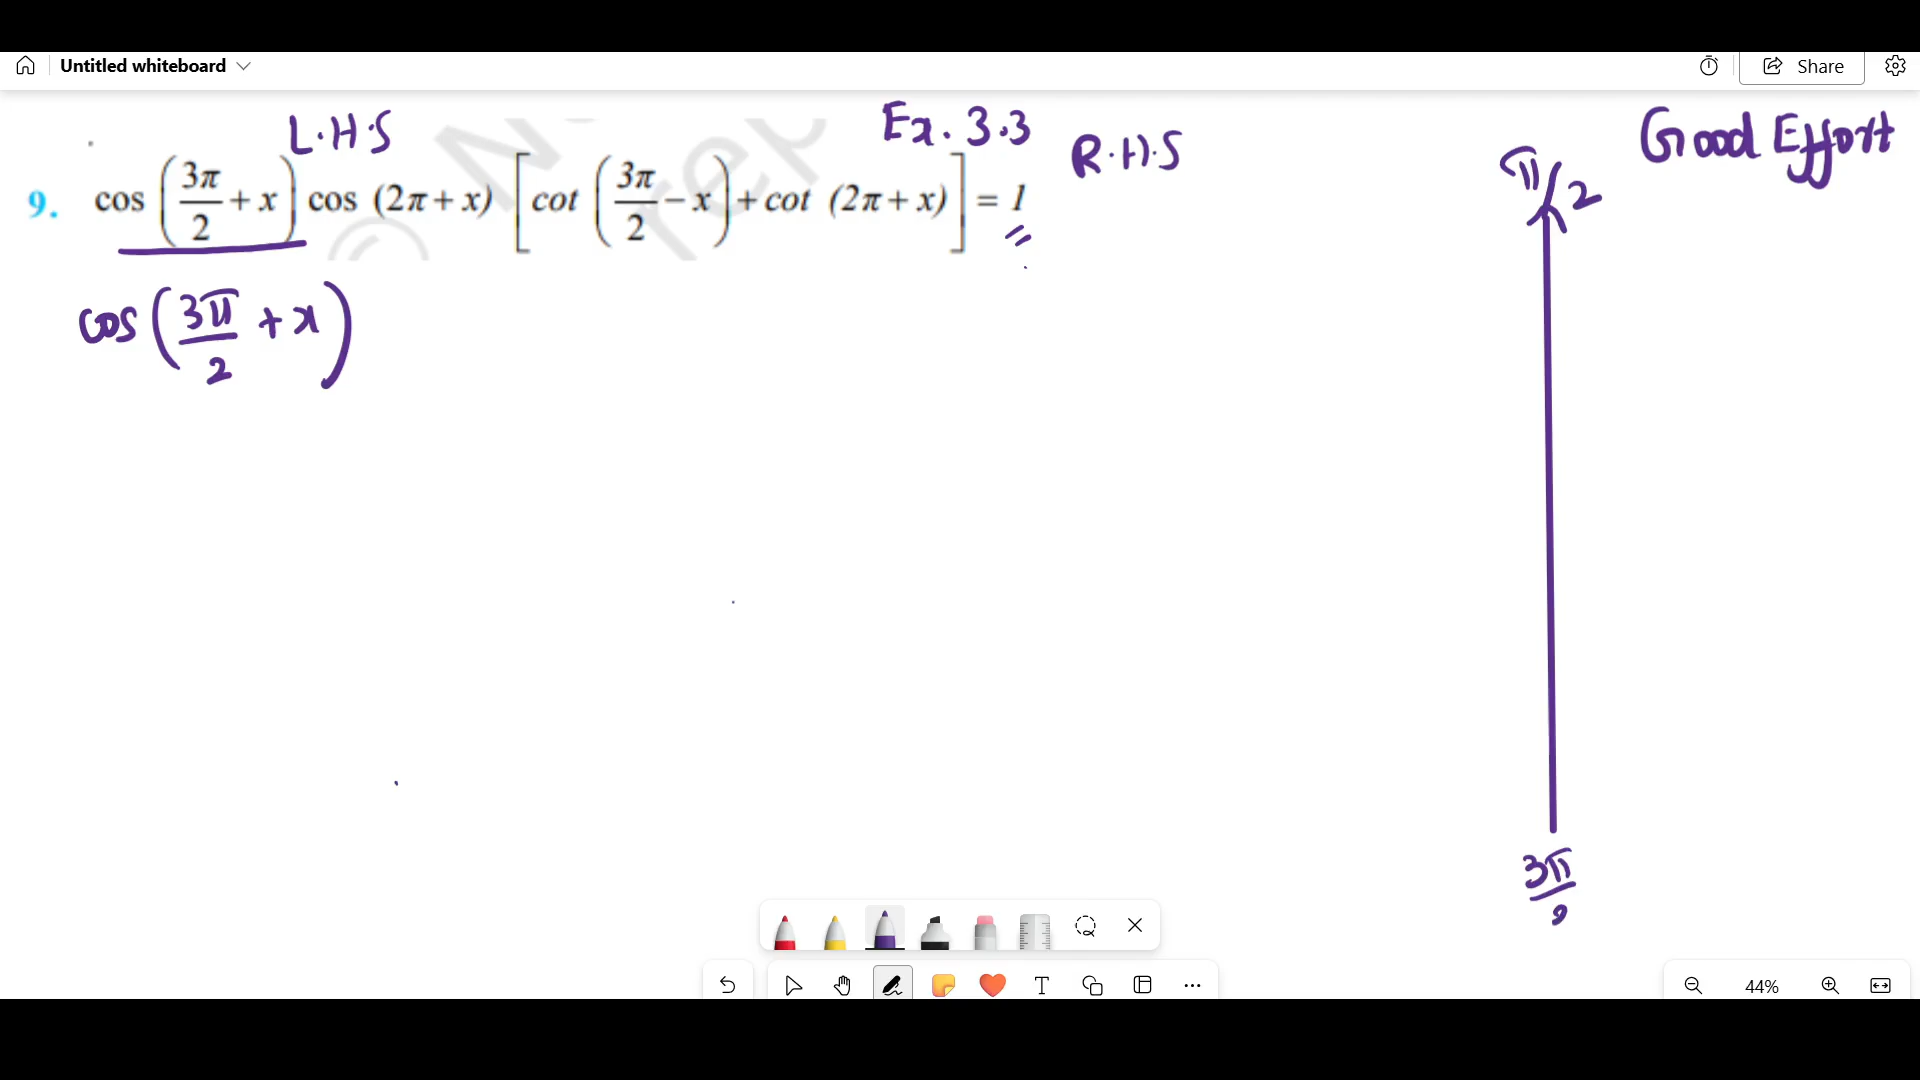 Untitled whiteboard
Share
L.H.S
Ex. 3.3
R.H.S
Good Effort
9. cos (3π/2 + x) cos (2π + x) [cot (3π/2 − x) + cot (2π + x)] = 1
π/2
cos (3π/2 + x)
3π/2
44%